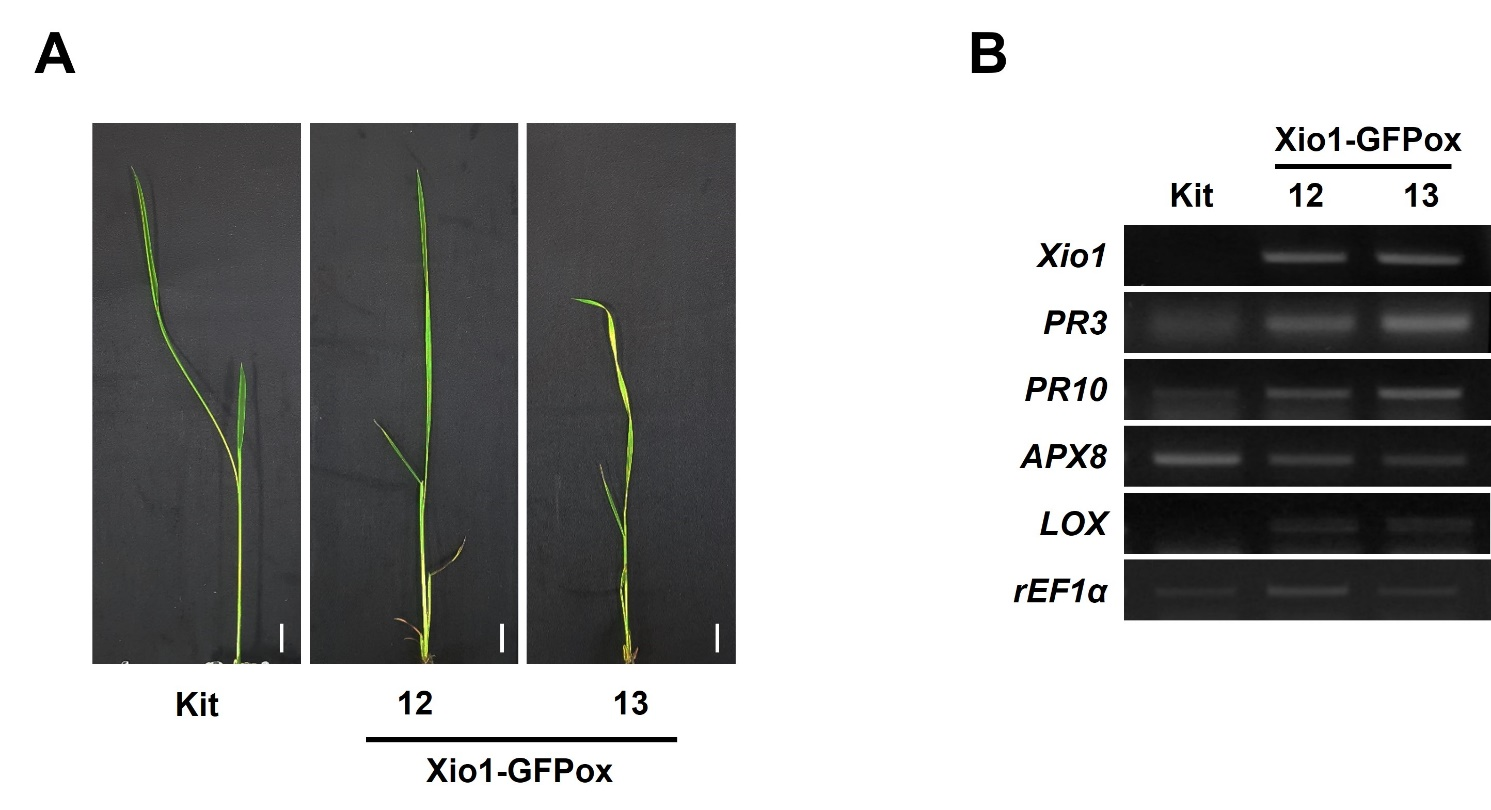 A
Kit
12
13
Xio1-GFPox
B
Xio1-GFPox
Kit
12
13
Xio1
PR3
PR10
APX8
LOX
rEF1α